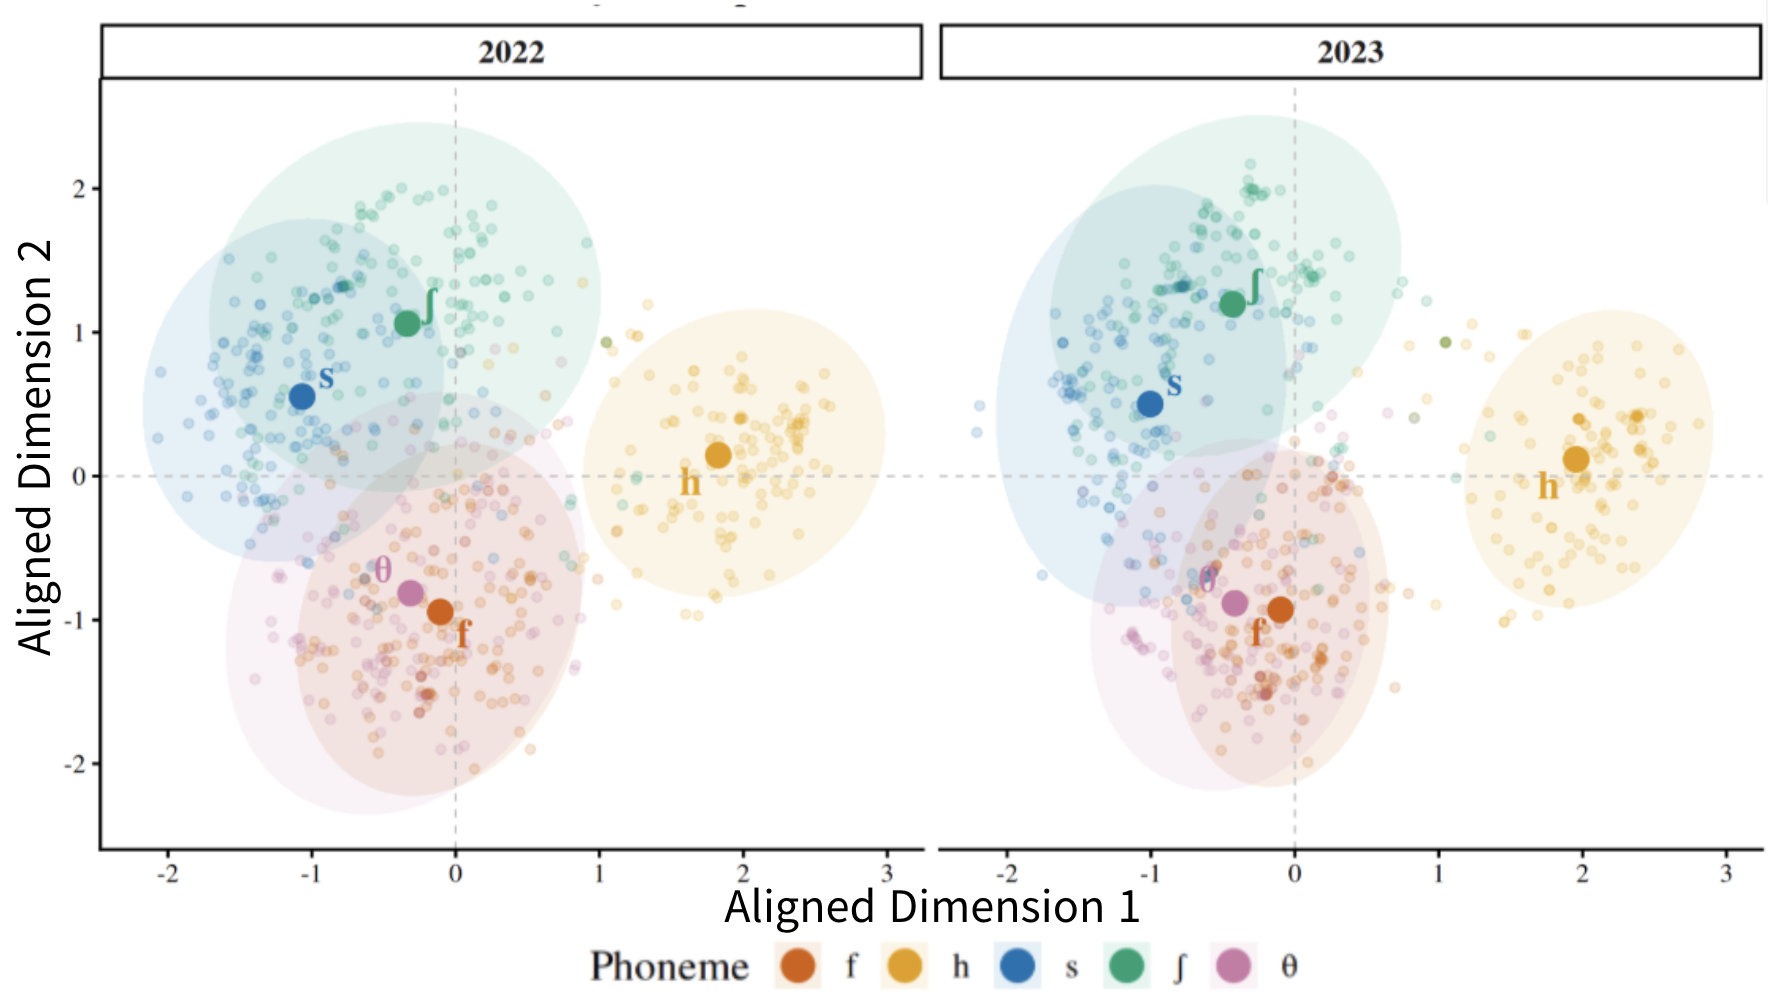 2022
2023
Aligned Dimension 2
2
1
0
-1
-2
ʃ
s
h
θ
f
ʃ
s
h
θ
f
-2 -1 0 1 2 3
-2 -1 0 1 2 3
Aligned Dimension 1
Phoneme f h s ʃ θ